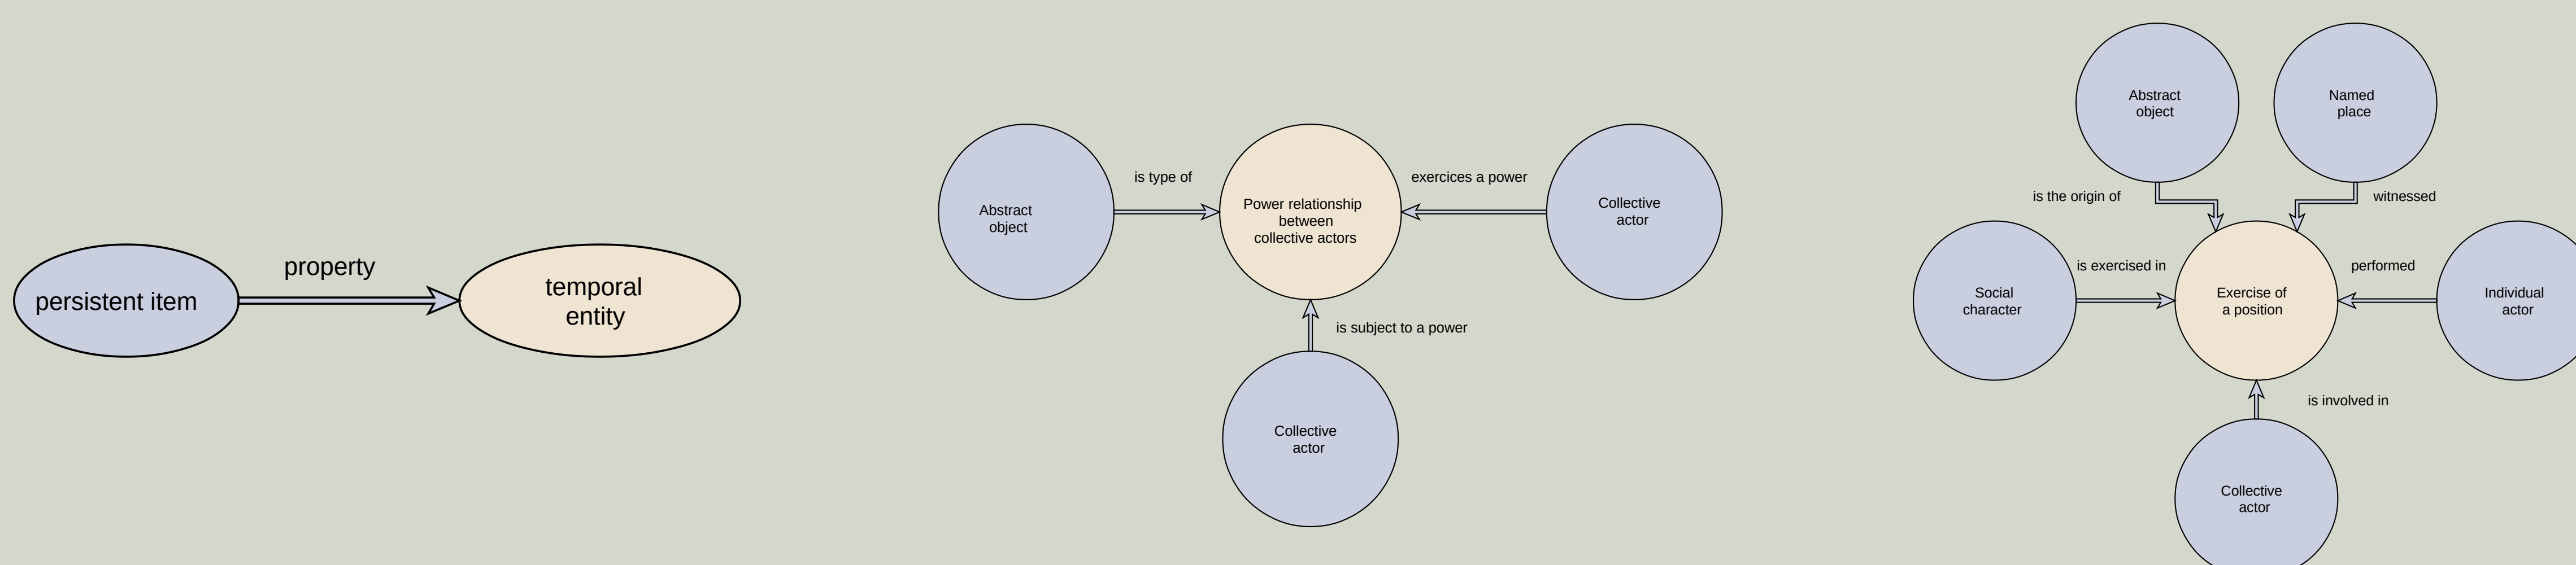 property
persistent item
temporal
entity
Abstract
object
is type of
Power relationship
between
collective actors
exercices a power
Collective
actor
is subject to a power
Collective
actor
Abstract
object
Named
place
is the origin of
witnessed
Social
character
is exercised in
Exercise of
a position
performed
Individual
actor
is involved in
Collective
actor